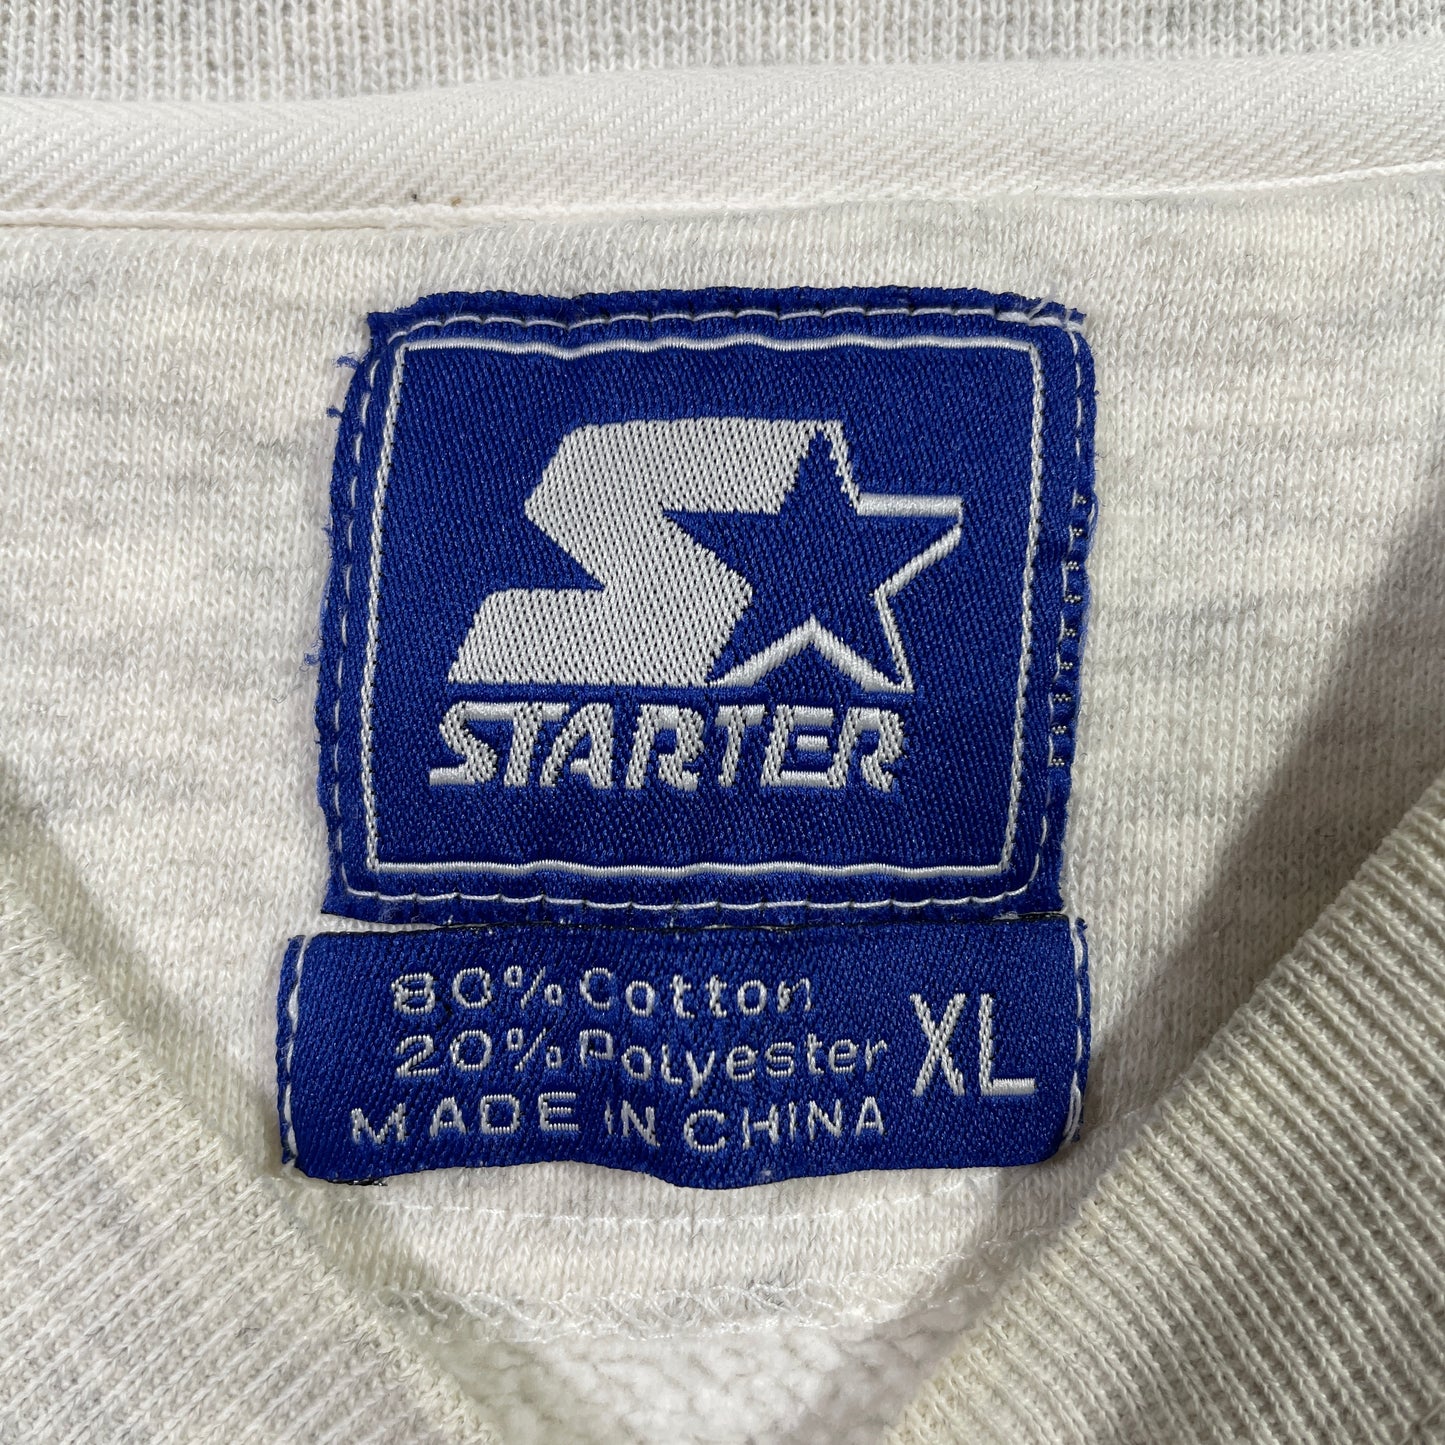 STARTER
80% Cotton
20% Polyester
XL
MADE IN CHINA